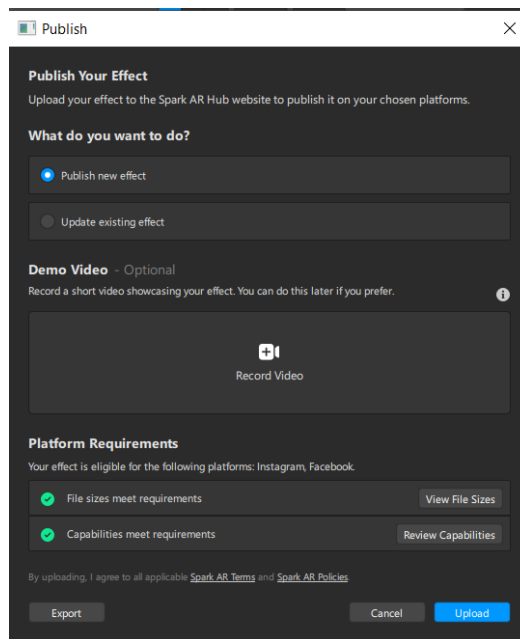 Publish
Publish Your Effect
Upload your effect to the Spark AR Hub website to publish it on your chosen platforms.
What do you want to do?
Publish new effect
Update existing effect
Demo Video - Optional
Record a short video showcasing your effect. You can do this later if you prefer.
Record Video
Platform Requirements
Your effect is eligible for the following platforms: Instagram, Facebook.
File sizes meet requirements
View File Sizes
Capabilities meet requirements
Review Capabilities
By uploading, I agree to all applicable Spark AR Terms and Spark AR Policies.
Export
Cancel
Upload